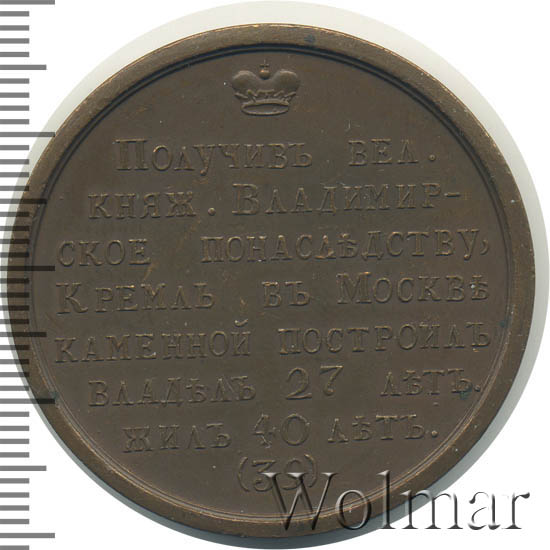 Получивъ вел.
княж. Владимир-
ское понаслѣдству,
Кремль въ Москвѣ
каменной построилъ
владѣлъ 27 лѣтъ.
жилъ 40 лѣтъ.
(39)
Wolmar